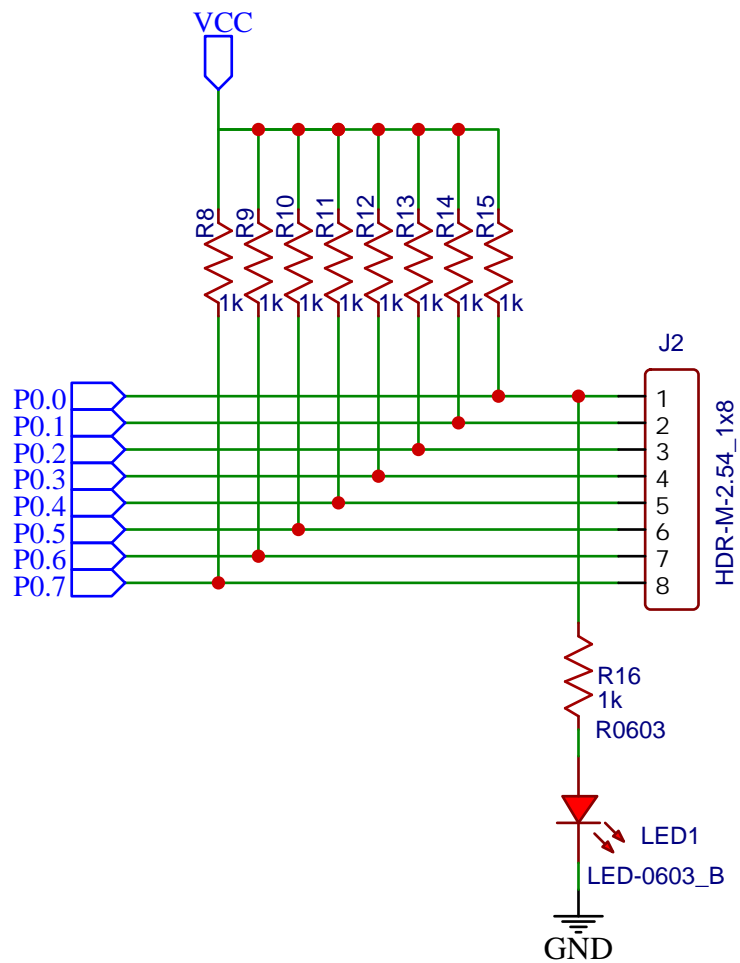 VCC
R8
R9
R10
R11
R12
R13
R14
R15
1k
1k
1k
1k
1k
1k
1k
1k
J2
P0.0
P0.1
P0.2
P0.3
P0.4
P0.5
P0.6
P0.7
1
2
3
4
5
6
7
8
HDR-M-2.54_1x8
R16
1k
R0603
LED1
LED-0603_B
GND